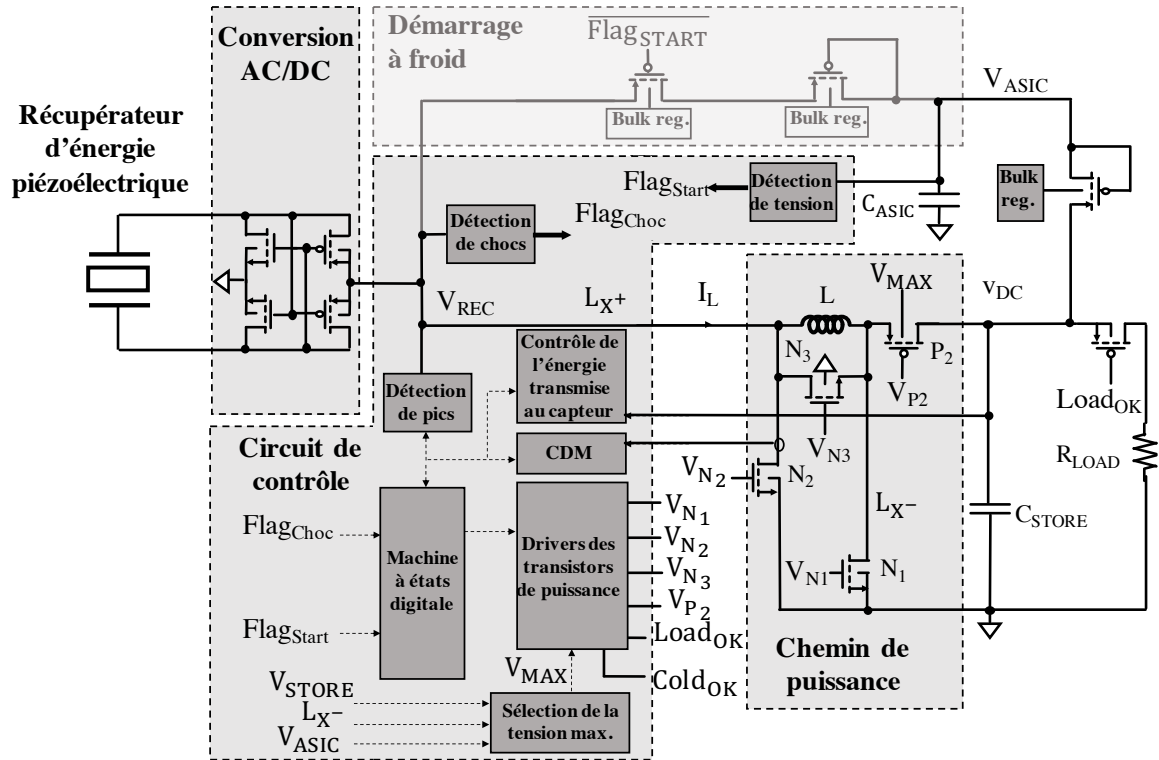 Conversion
AC/DC
Démarrage
à froid
Flag_START
Bulk reg.
Bulk reg.
V_ASIC
Récupérateur
d'énergie
piézoélectrique
Flag_Start
Détection
de tension
C_ASIC
Bulk
reg.
Détection
de chocs
Flag_Choc
V_REC
L_X+
I_L
L
V_MAX
v_DC
P_2
N_3
V_P2
V_N3
Load_OK
R_LOAD
Contrôle de
l'énergie
transmise
au capteur
Détection
de pics
CDM
Circuit de
contrôle
V_N2
N_2
L_X-
C_STORE
V_N1
N_1
Flag_Choc
Machine
à états
digitale
Flag_Start
Drivers des
transistors
de puissance
V_N1
V_N2
V_N3
V_P2
Load_OK
Cold_OK
V_MAX
Chemin de
puissance
V_STORE
L_X-
V_ASIC
Sélection de la
tension max.